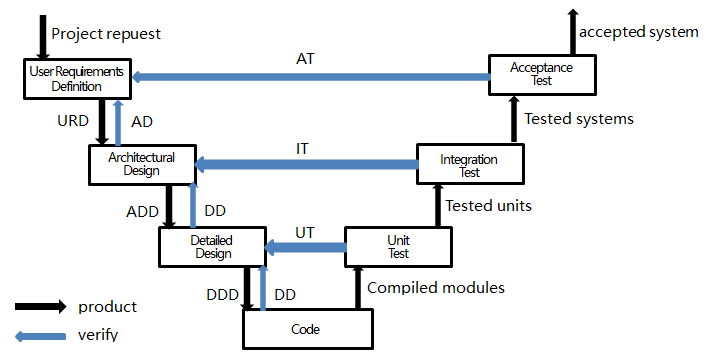 Project repuest
accepted system
User Requirements
Definition
AT
Acceptance
Test
URD
AD
Tested systems
Architectural
Design
IT
Integration
Test
ADD
DD
Tested units
Detailed
Design
UT
Unit
Test
DDD
DD
Compiled modules
product
Code
verify